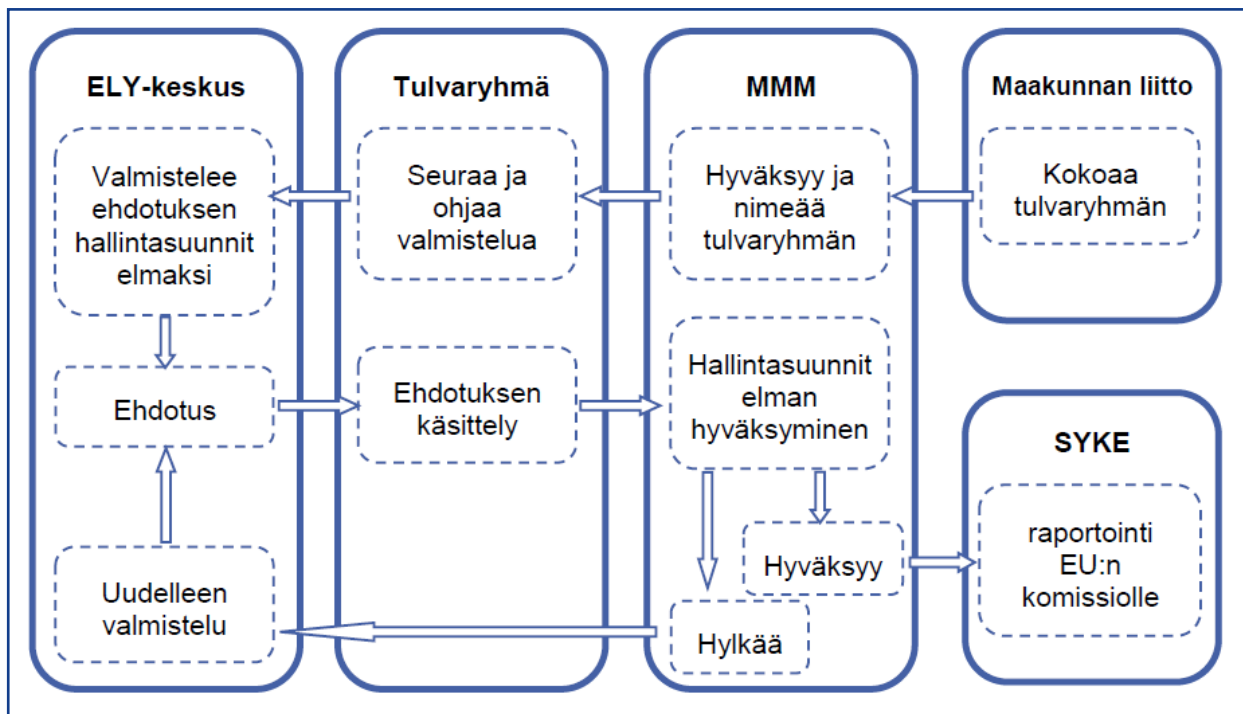 ELY-keskus
Valmistelee
ehdotuksen
hallintasuunnit
elmaksi
Ehdotus
Uudelleen
valmistelu
Tulvaryhmä
Seuraa ja
ohjaa
valmistelua
Ehdotuksen
käsittely
MMM
Hyväksyy ja
nimeää
tulvaryhmän
Hallintasuunnit
elman
hyväksyminen
Hyväksyy
Hylkää
Maakunnan liitto
Kokoaa
tulvaryhmän
SYKE
raportointi
EU:n
komissiolle